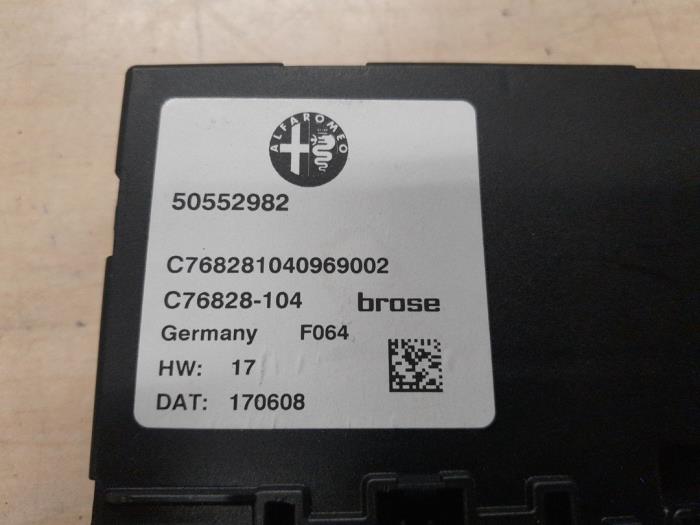 ALFA ROMEO
50552982
C768281040969002
C76828-104 brose
Germany F064
HW: 17
DAT: 170608